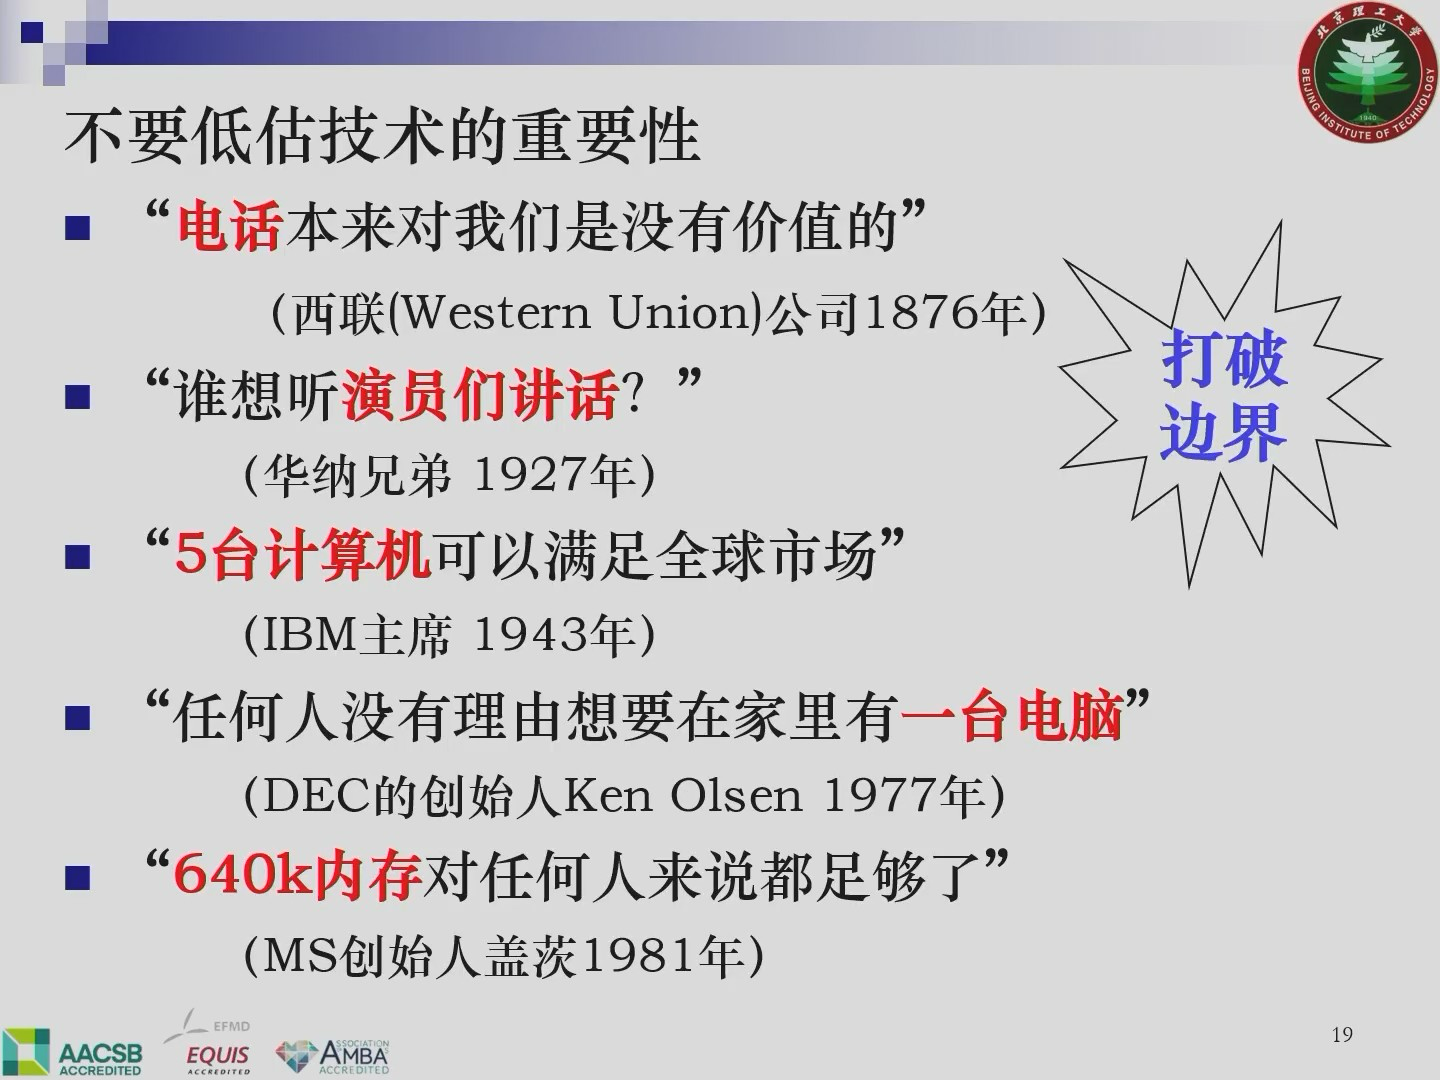 北京理工大学
BEIJING INSTITUTE OF TECHNOLOGY
1940
不要低估技术的重要性
“电话本来对我们是没有价值的”
（西联(Western Union)公司1876年）
“谁想听演员们讲话？”
（华纳兄弟 1927年）
“5台计算机可以满足全球市场”
（IBM主席 1943年）
“任何人没有理由想要在家里有一台电脑”
（DEC的创始人Ken Olsen 1977年）
“640k内存对任何人来说都足够了”
（MS创始人盖茨1981年）
打破
边界
AACSB
ACCREDITED
EFMD
EQUIS
ACCREDITED
ASSOCIATION
AMBA'S
ACCREDITED
19